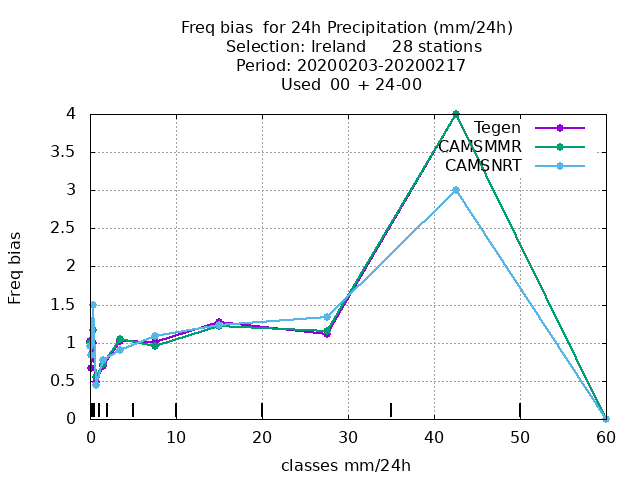 Freq bias  for 24h Precipitation (mm/24h)
Selection: Ireland     28 stations
Period: 20200203-20200217
Used  00 + 24-00
Tegen
CAMSMMR
CAMSNRT
4
3.5
3
2.5
2
1.5
1
0.5
0
Freq bias
0 10 20 30 40 50 60
classes mm/24h